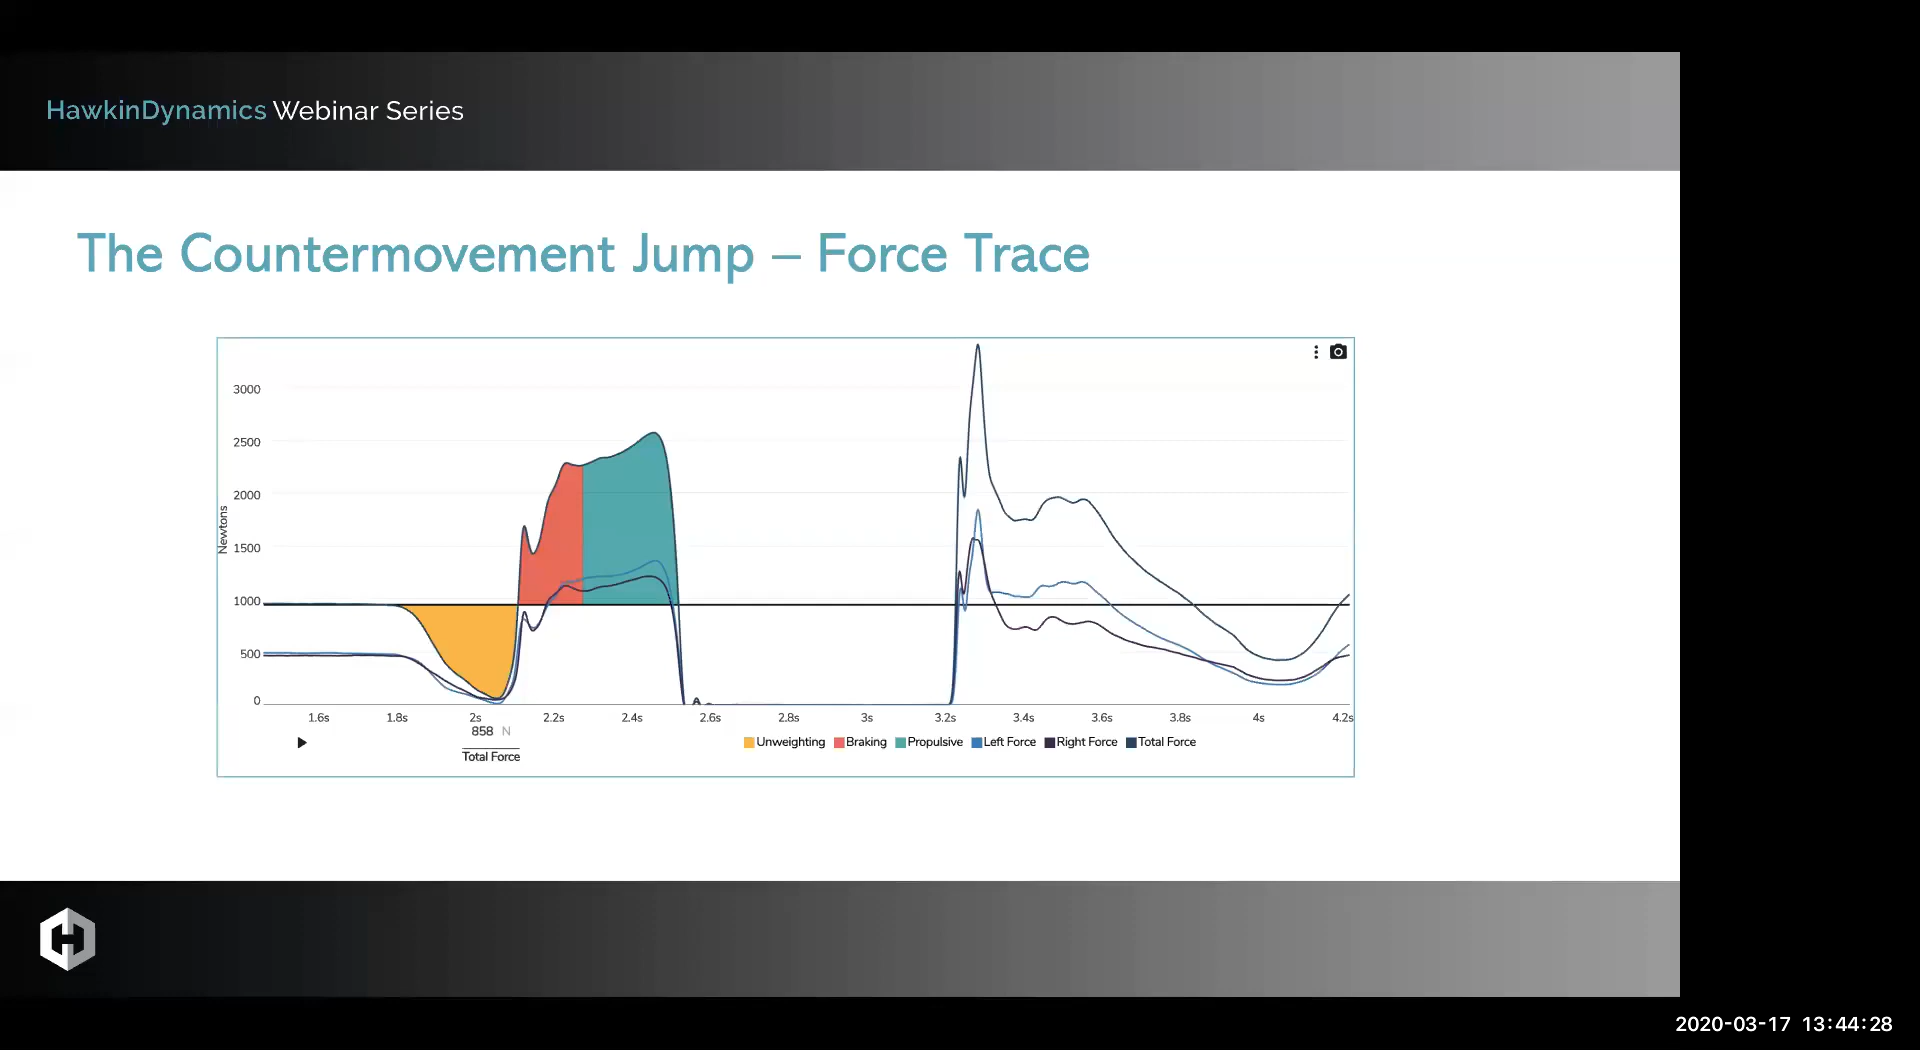 HawkinDynamics Webinar Series
The Countermovement Jump – Force Trace
3000
2500
2000
1500
1000
500
0
Newtons
1.6s 1.8s 2s 2.2s 2.4s 2.6s 2.8s 3s 3.2s 3.4s 3.6s 3.8s 4s 4.2s
858 N
Total Force
Unweighting Braking Propulsive Left Force Right Force Total Force
H
2020-03-17 13:44:28